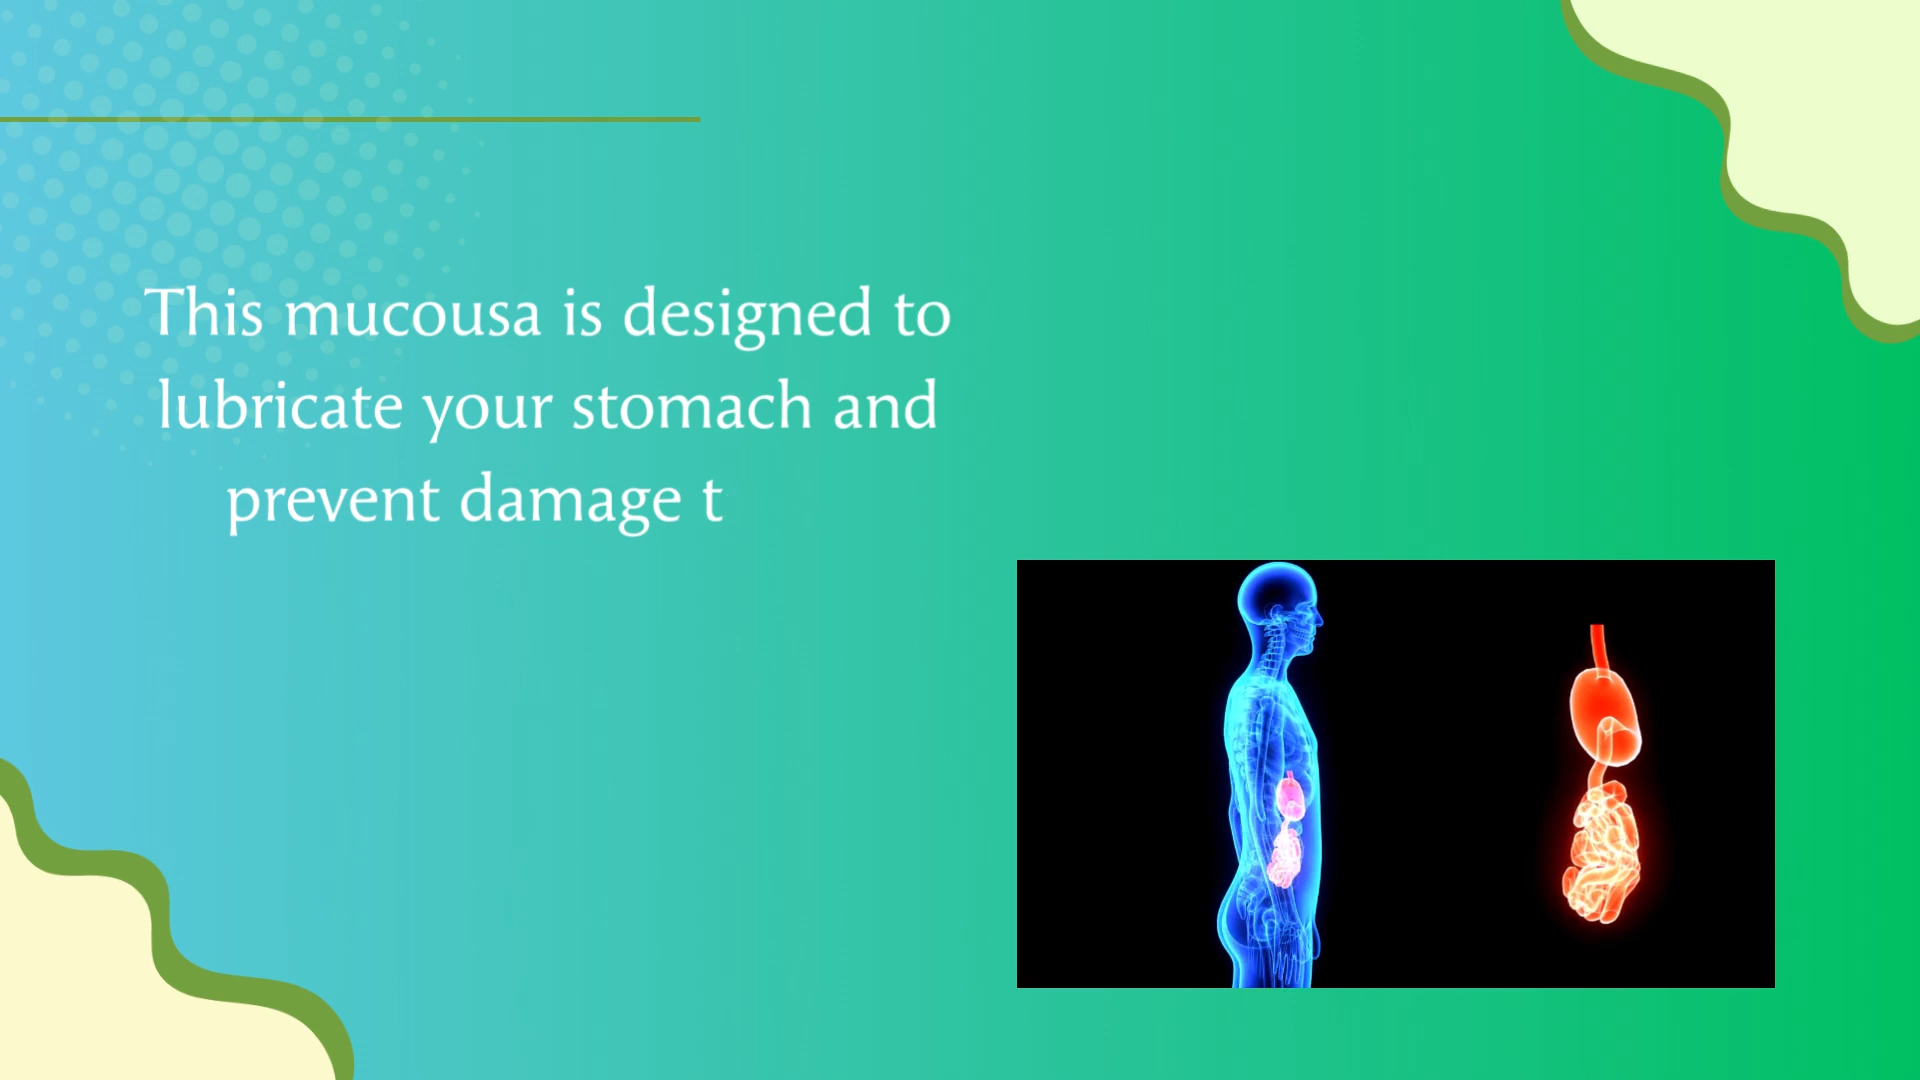 This mucousa is designed to
lubricate your stomach and
prevent damage t